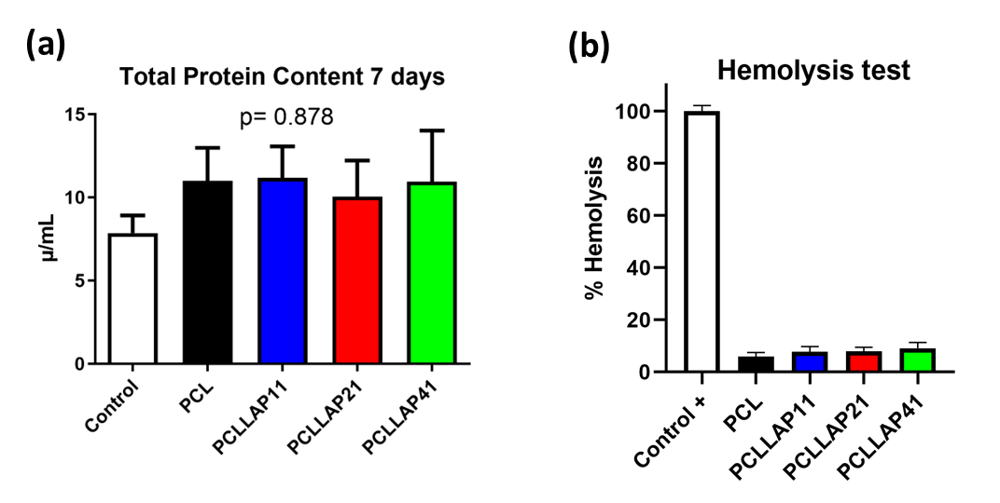 (a)
Total Protein Content 7 days
p= 0.878
µ/mL
15
10
5
0
Control
PCL
PCLLAP11
PCLLAP21
PCLLAP41
(b)
Hemolysis test
% Hemolysis
100
80
60
40
20
0
Control +
PCL
PCLLAP11
PCLLAP21
PCLLAP41